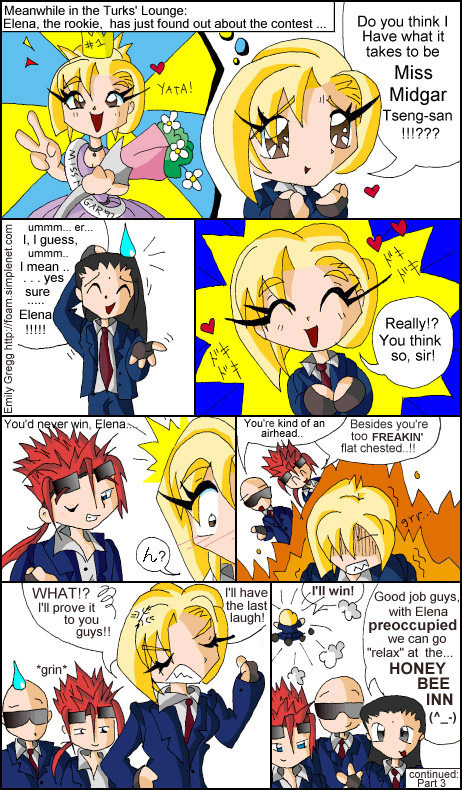 Meanwhile in the Turks' Lounge:
Elena, the rookie, has just found out about the contest ...
#1
YATA!
MISS
GAR'97
Do you think I
Have what it
takes to be
Miss
Midgar
Tseng-san
!!!???
ummm... er...
I, I guess,
ummm..
I mean ..
. . . yes
sure
.....
Elena
!!!!!
Emily Gregg http://foam.simplenet.com
ドキ
ドキ
ドキ
ドキ
Really!?
You think
so, sir!
You'd never win, Elena...
ん?
You're kind of an
airhead..
Besides you're
too FREAKIN'
flat chested..!!
grr...
WHAT!?
I'll prove it
to you
guys!!
I'll have
the last
laugh!
*grin*
I'll win!
Good job guys,
with Elena
preoccupied
we can go
"relax" at the...
HONEY
BEE
INN
(^_-)
continued:
Part 3